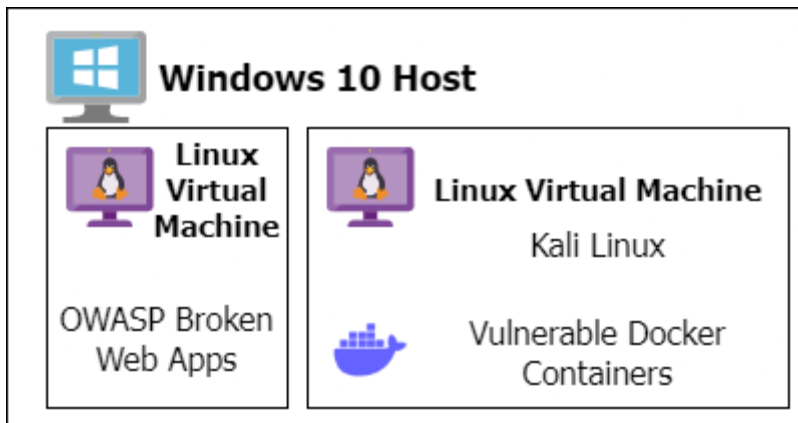 Windows 10 Host
Linux
Virtual
Machine
OWASP Broken
Web Apps
Linux Virtual Machine
Kali Linux
Vulnerable Docker
Containers